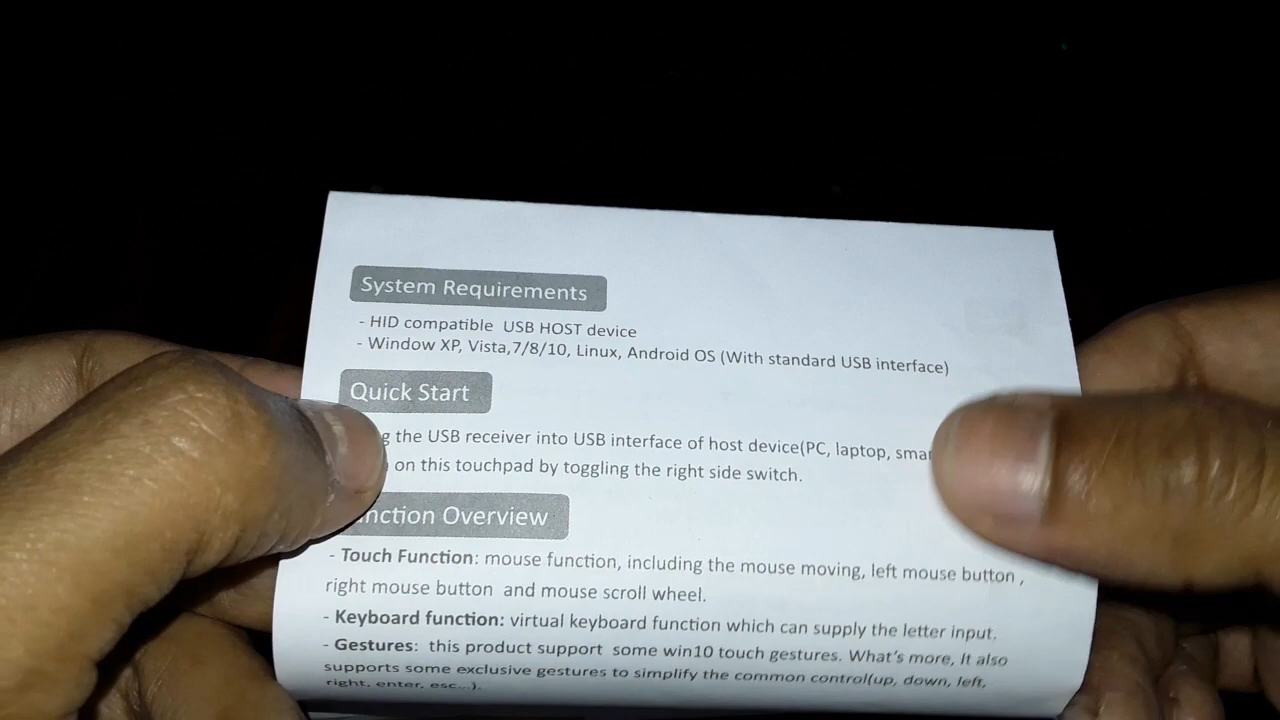 System Requirements
- HID compatible USB HOST device
- Window XP, Vista,7/8/10, Linux, Android OS (With standard USB interface)
Quick Start
the USB receiver into USB interface of host device(PC, laptop,
on this touchpad by toggling the right side switch.
Function Overview
- Touch Function: mouse function, including the mouse moving, left mouse button ,
right mouse button and mouse scroll wheel.
- Keyboard function: virtual keyboard function which can supply the letter input.
- Gestures: this product support some win10 touch gestures. What's more, It also
supports some exclusive gestures to simplify the common control(up, down, left,
right, enter, esc...).